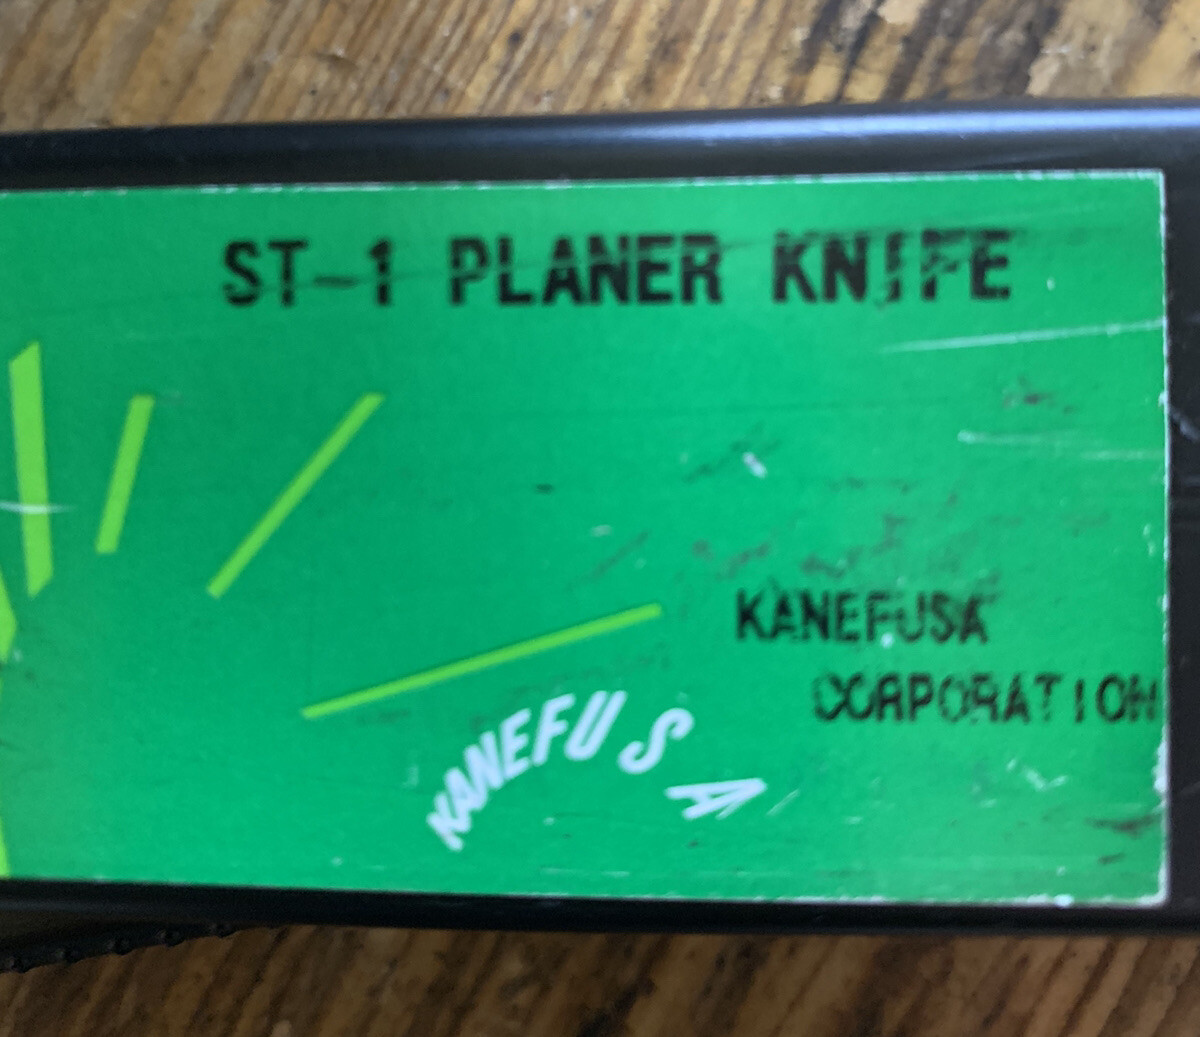 ST-1 PLANER KNIFE
KANEFUSA
CORPORATION
KANEFUSA